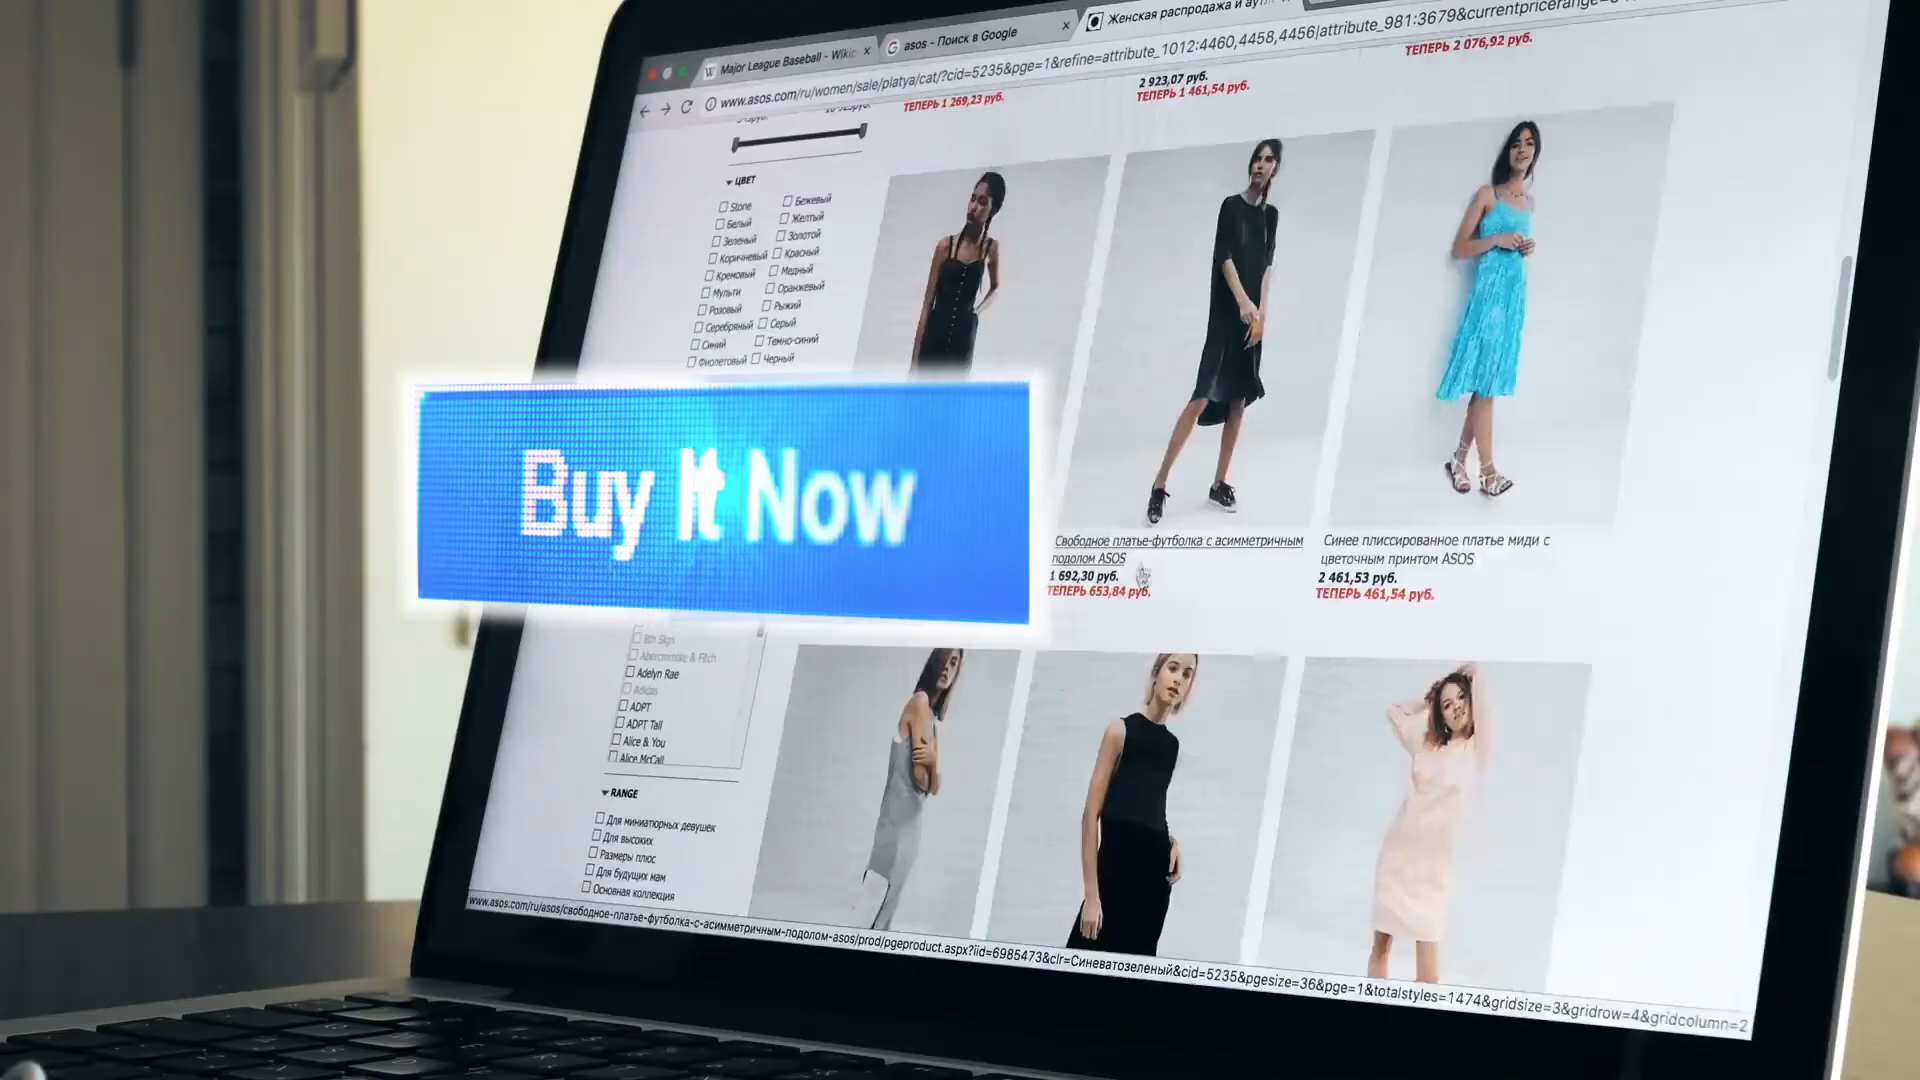 Major League Baseball - Wikip
asos - Поиск в Google
Женская распродажа и аут
www.asos.com/ru/women/sale/platya/cat/?cid=5235&pge=1&refine=attribute_1012:4460,4458,4456|attribute_981:3679&currentpricerange=
ТЕПЕРЬ 1 269,23 руб.
2 923,07 руб.
ТЕПЕРЬ 1 461,54 руб.
ТЕПЕРЬ 2 076,92 руб.
ЦВЕТ
Stone
Бежевый
Белый
Желтый
Зеленый
Золотой
Коричневый
Красный
Кремовый
Медный
Мульти
Оранжевый
Розовый
Рыжий
Серебряный
Серый
Синий
Темно-синий
Фиолетовый
Черный
Buy It Now
Свободное платье-футболка с асимметричным
подолом ASOS
1 692,30 руб.
ТЕПЕРЬ 653,84 руб.
Синее плиссированное платье миди с
цветочным принтом ASOS
2 461,53 руб.
ТЕПЕРЬ 461,54 руб.
8th Sign
Abercrombie & Fitch
Adelyn Rae
Adidas
ADPT
ADPT Tall
Alice & You
Alice McCall
RANGE
Для миниатюрных девушек
Для высоких
Размеры плюс
Для будущих мам
Основная коллекция
www.asos.com/ru/asos/свободное-платье-футболка-с-асимметричным-подолом-asos/prod/pgeproduct.aspx?iid=6985473&clr=Синеватозеленый&cid=5235&pgesize=36&pge=1&totalstyles=1474&gridsize=3&gridrow=4&gridcolumn=2